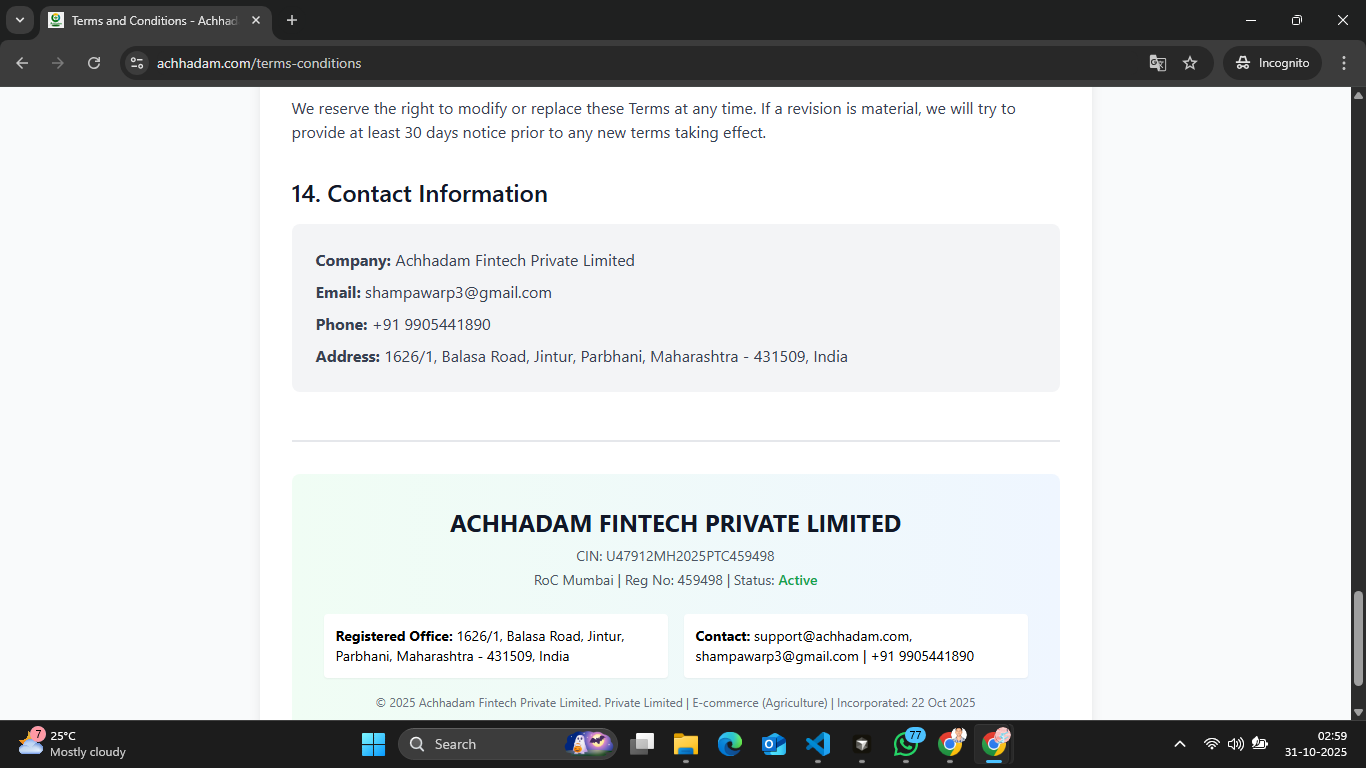 Terms and Conditions - Achhad
achhadam.com/terms-conditions
Incognito
We reserve the right to modify or replace these Terms at any time. If a revision is material, we will try to
provide at least 30 days notice prior to any new terms taking effect.
14. Contact Information
Company: Achhadam Fintech Private Limited
Email: shampawarp3@gmail.com
Phone: +91 9905441890
Address: 1626/1, Balasa Road, Jintur, Parbhani, Maharashtra - 431509, India
ACHHADAM FINTECH PRIVATE LIMITED
CIN: U47912MH2025PTC459498
RoC Mumbai | Reg No: 459498 | Status: Active
Registered Office: 1626/1, Balasa Road, Jintur,
Parbhani, Maharashtra - 431509, India
Contact: support@achhadam.com,
shampawarp3@gmail.com | +91 9905441890
© 2025 Achhadam Fintech Private Limited. Private Limited | E-commerce (Agriculture) | Incorporated: 22 Oct 2025
7
25°C
Mostly cloudy
Search
77
02:59
31-10-2025